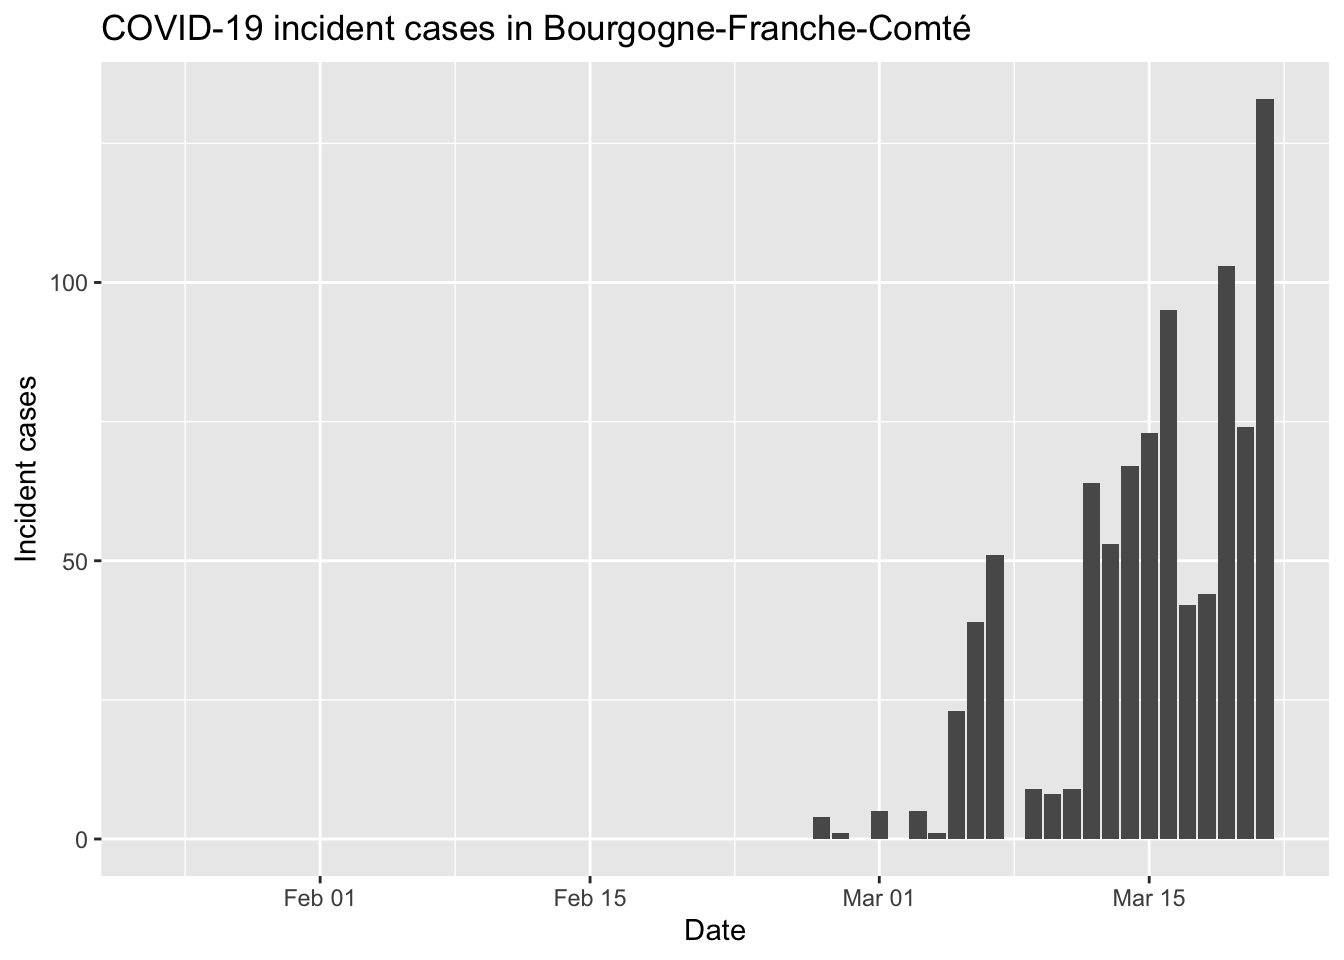 COVID-19 incident cases in Bourgogne-Franche-Comté
Incident cases
100
50
0
Feb 01
Feb 15
Mar 01
Mar 15
Date